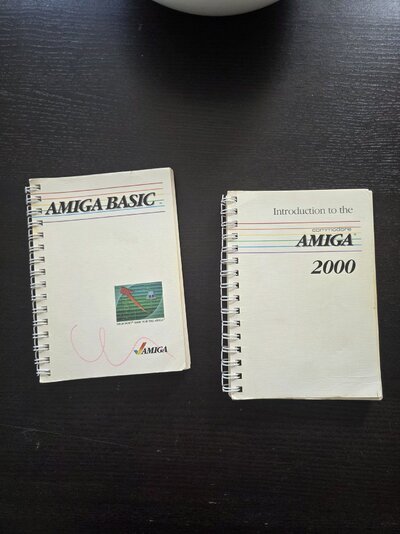 AMIGA BASIC
AMIGA
Introduction to the
commodore
AMIGA
2000